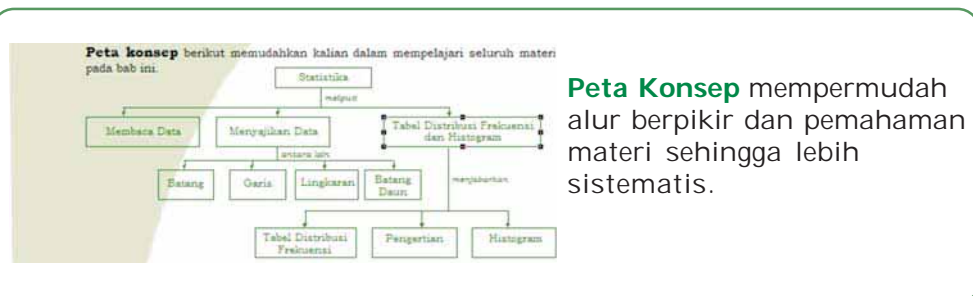 Peta konsep berikut memudahkan kalian dalam mempelajari seluruh materi
pada bab ini.
Statistika
meliputi
Membaca Data
Menyajikan Data
Tabel Distribusi Frekuensi
dan Histogram
antara lain
Batang
Garis
Lingkaran
Batang
Daun
menjabarkan
Tabel Distribusi
Frekuensi
Pengertian
Histogram
Peta Konsep mempermudah
alur berpikir dan pemahaman
materi sehingga lebih
sistematis.